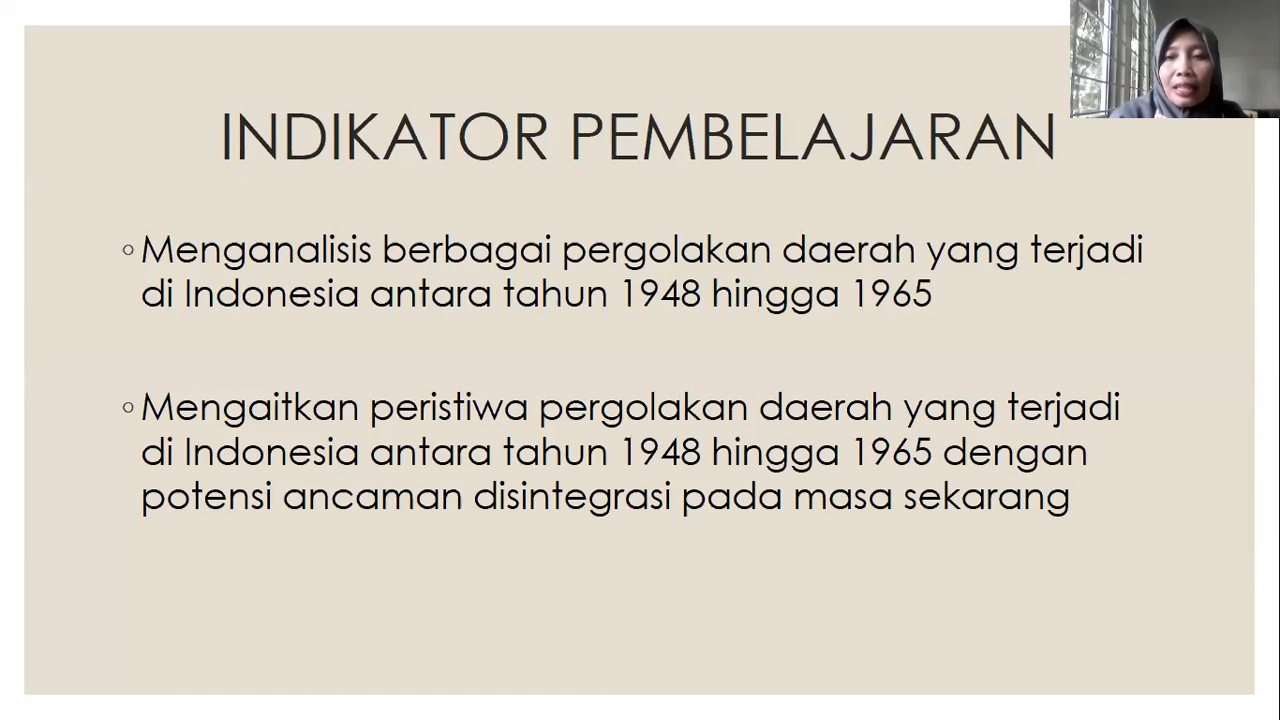 INDIKATOR PEMBELAJARAN
◦Menganalisis berbagai pergolakan daerah yang terjadi
di Indonesia antara tahun 1948 hingga 1965
◦Mengaitkan peristiwa pergolakan daerah yang terjadi
di Indonesia antara tahun 1948 hingga 1965 dengan
potensi ancaman disintegrasi pada masa sekarang